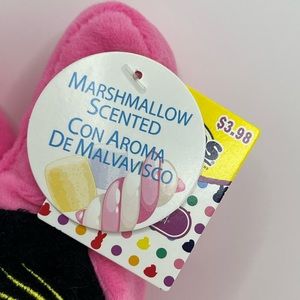 MARSHMALLOW
SCENTED
CON AROMA
DE MALVAVISCO
$3.98